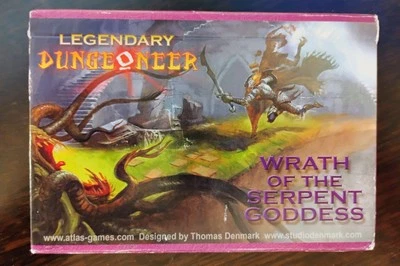 LEGENDARY
DUNGEONEER
WRATH
OF THE
SERPENT
GODDESS
www.atlas-games.com Designed by Thomas Denmark www.studiodenmark.com